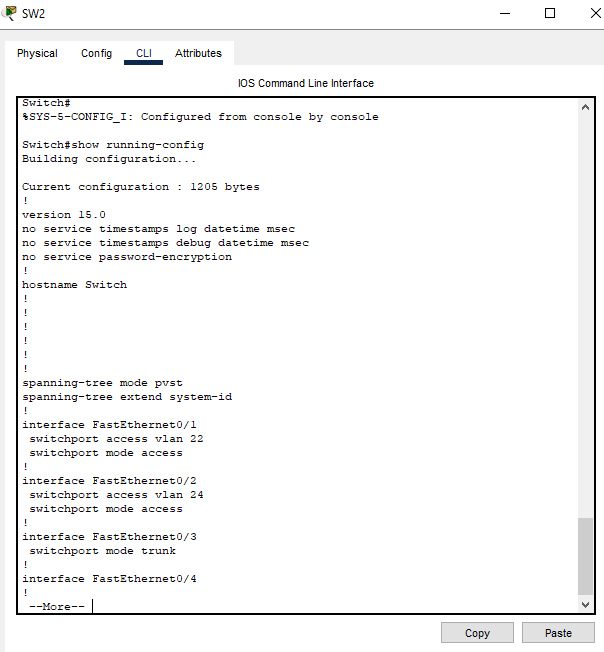 SW2
Physical Config CLI Attributes
IOS Command Line Interface
Switch#
%SYS-5-CONFIG_I: Configured from console by console
Switch#show running-config
Building configuration...
Current configuration : 1205 bytes
!
version 15.0
no service timestamps log datetime msec
no service timestamps debug datetime msec
no service password-encryption
!
hostname Switch
!
!
!
!
!
!
spanning-tree mode pvst
spanning-tree extend system-id
!
interface FastEthernet0/1
 switchport access vlan 22
 switchport mode access
!
interface FastEthernet0/2
 switchport access vlan 24
 switchport mode access
!
interface FastEthernet0/3
 switchport mode trunk
!
interface FastEthernet0/4
!
 --More--
Copy Paste